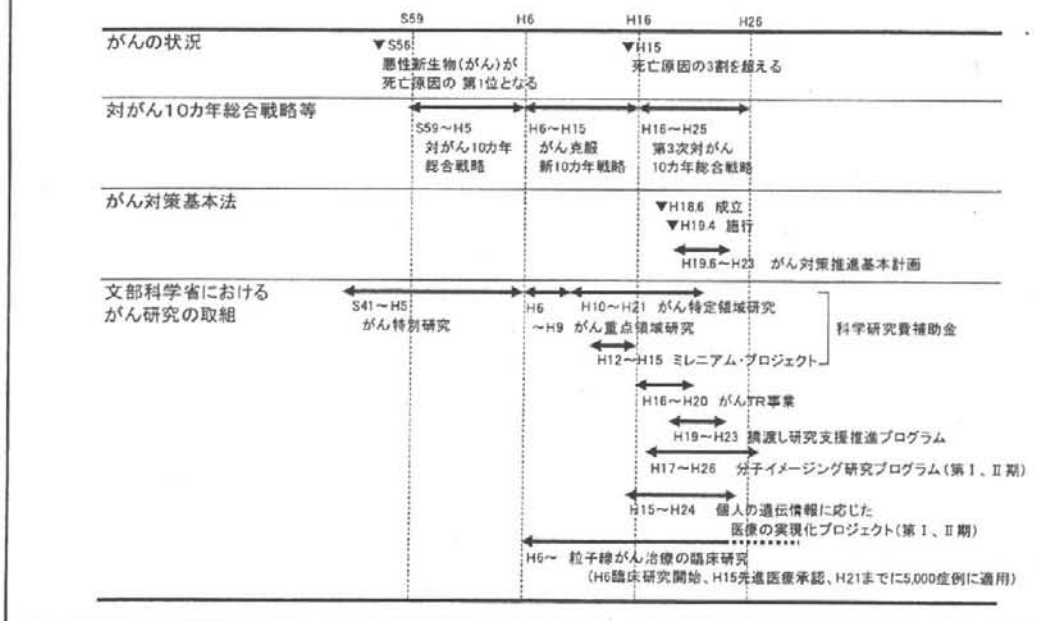 S59 H6 H16 H26
がんの状況
▼S56
悪性新生物(がん)が
死亡原因の 第1位となる
▼H15
死亡原因の3割を超える
対がん10カ年総合戦略等
S59～H5
対がん10カ年
総合戦略
H6～H15
がん克服
新10カ年戦略
H16～H25
第3次対がん
10カ年総合戦略
がん対策基本法
▼H18.6 成立
▼H19.4 施行
H19.6～H23 がん対策推進基本計画
文部科学省における
がん研究の取組
S41～H5
がん特別研究
H6
～H9 がん重点領域研究
H10～H21 がん特定領域研究
H12～H15 ミレニアム・プロジェクト
科学研究費補助金
H16～H20 がんTR事業
H19～H23 橋渡し研究支援推進プログラム
H17～H26 分子イメージング研究プログラム(第Ⅰ、Ⅱ期)
H15～H24 個人の遺伝情報に応じた
医療の実現化プロジェクト(第Ⅰ、Ⅱ期)
H6～ 粒子線がん治療の臨床研究
(H6臨床研究開始、H15先進医療承認、H21までに5,000症例に適用)